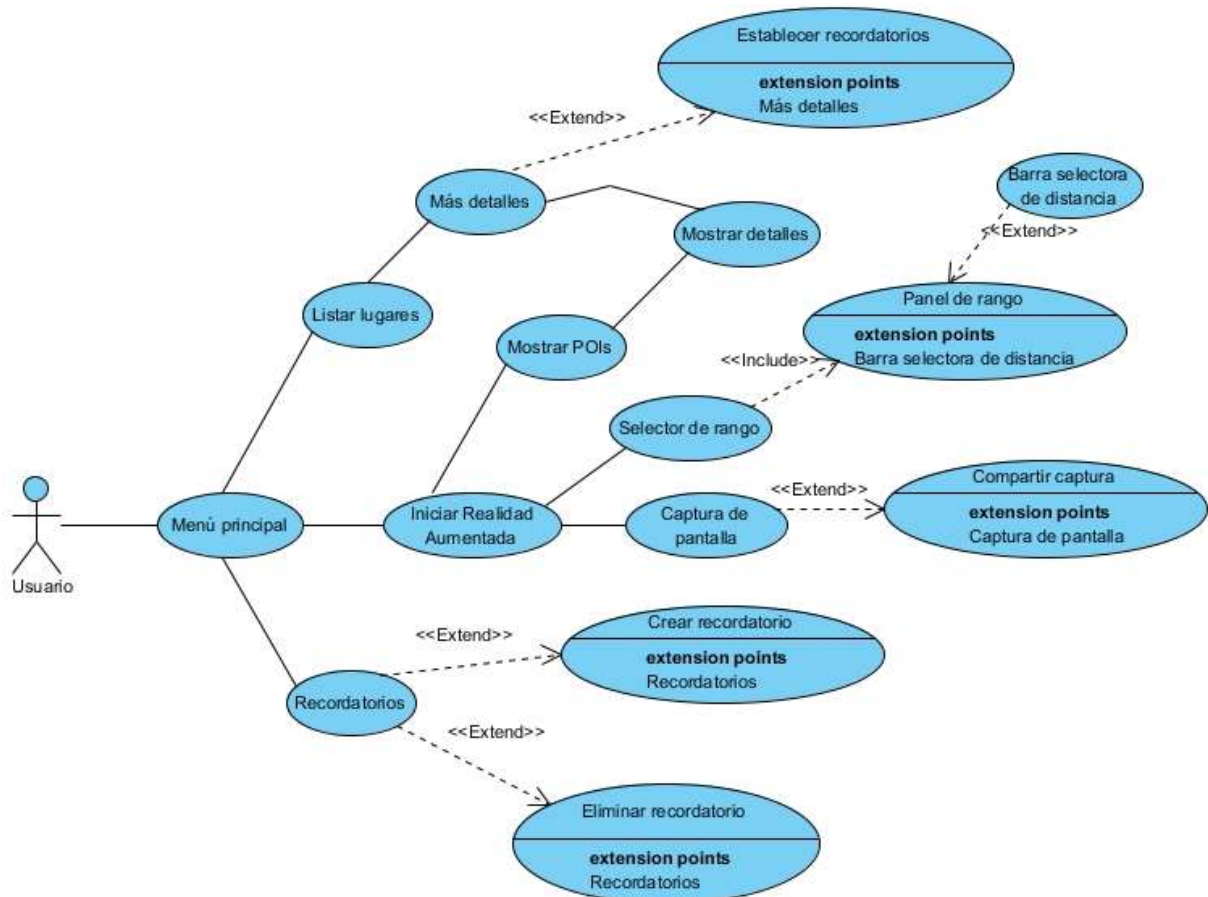 Establecer recordatorios
extension points
Más detalles
<<Extend>>
Más detalles
Mostrar detalles
Barra selectora
de distancia
<<Extend>>
Listar lugares
Mostrar POIs
Panel de rango
extension points
Barra selectora de distancia
<<Include>>
Selector de rango
Usuario
Menú principal
Iniciar Realidad
Aumentada
Captura de
pantalla
<<Extend>>
Compartir captura
extension points
Captura de pantalla
Recordatorios
<<Extend>>
Crear recordatorio
extension points
Recordatorios
<<Extend>>
Eliminar recordatorio
extension points
Recordatorios